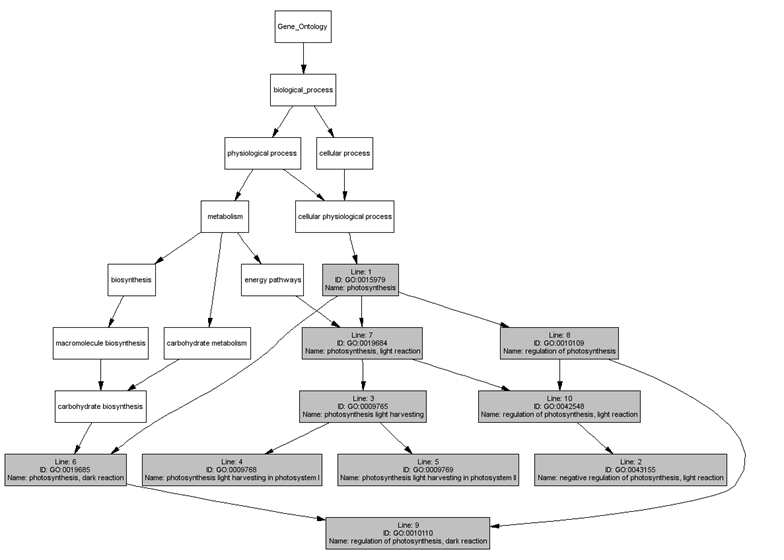 Gene_Ontology
biological_process
physiological process
cellular process
metabolism
cellular physiological process
biosynthesis
energy pathways
Line: 1
ID: GO:0015979
Name: photosynthesis
macromolecule biosynthesis
carbohydrate metabolism
Line: 7
ID: GO:0019684
Name: photosynthesis, light reaction
Line: 8
ID: GO:0010109
Name: regulation of photosynthesis
carbohydrate biosynthesis
Line: 3
ID: GO:0009765
Name: photosynthesis light harvesting
Line: 10
ID: GO:0042548
Name: regulation of photosynthesis, light reaction
Line: 6
ID: GO:0019685
Name: photosynthesis, dark reaction
Line: 4
ID: GO:0009768
Name: photosynthesis light harvesting in photosystem I
Line: 5
ID: GO:0009769
Name: photosynthesis light harvesting in photosystem II
Line: 2
ID: GO:0043155
Name: negative regulation of photosynthesis, light reaction
Line: 9
ID: GO:0010110
Name: regulation of photosynthesis, dark reaction